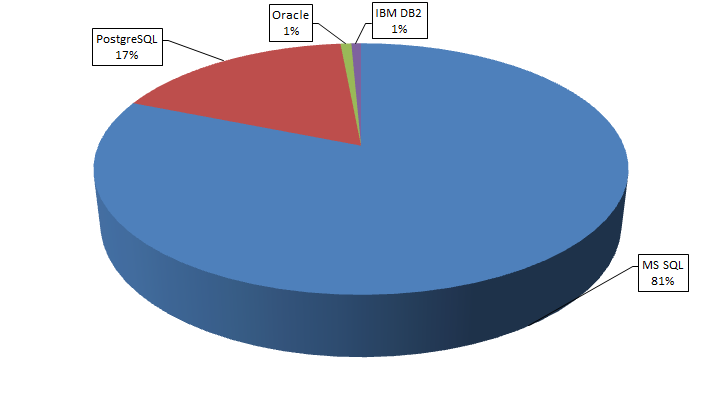 Oracle
1%
IBM DB2
1%
PostgreSQL
17%
MS SQL
81%